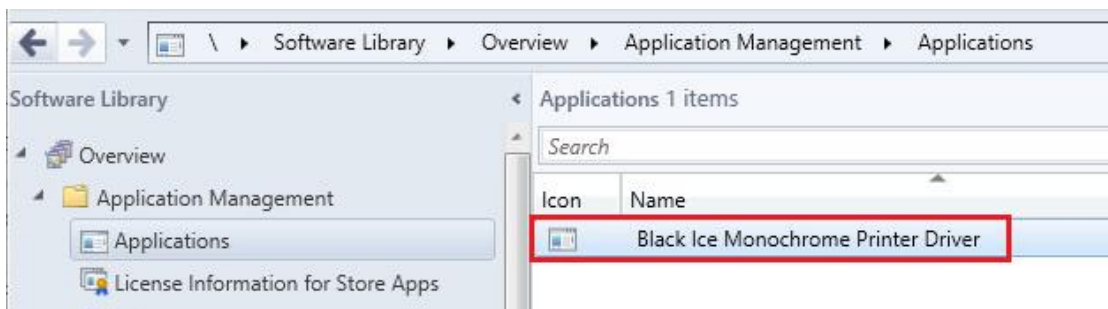 \ Software Library Overview Application Management Applications
Software Library
Overview
Application Management
Applications
License Information for Store Apps
Applications 1 items
Search
Icon Name
Black Ice Monochrome Printer Driver